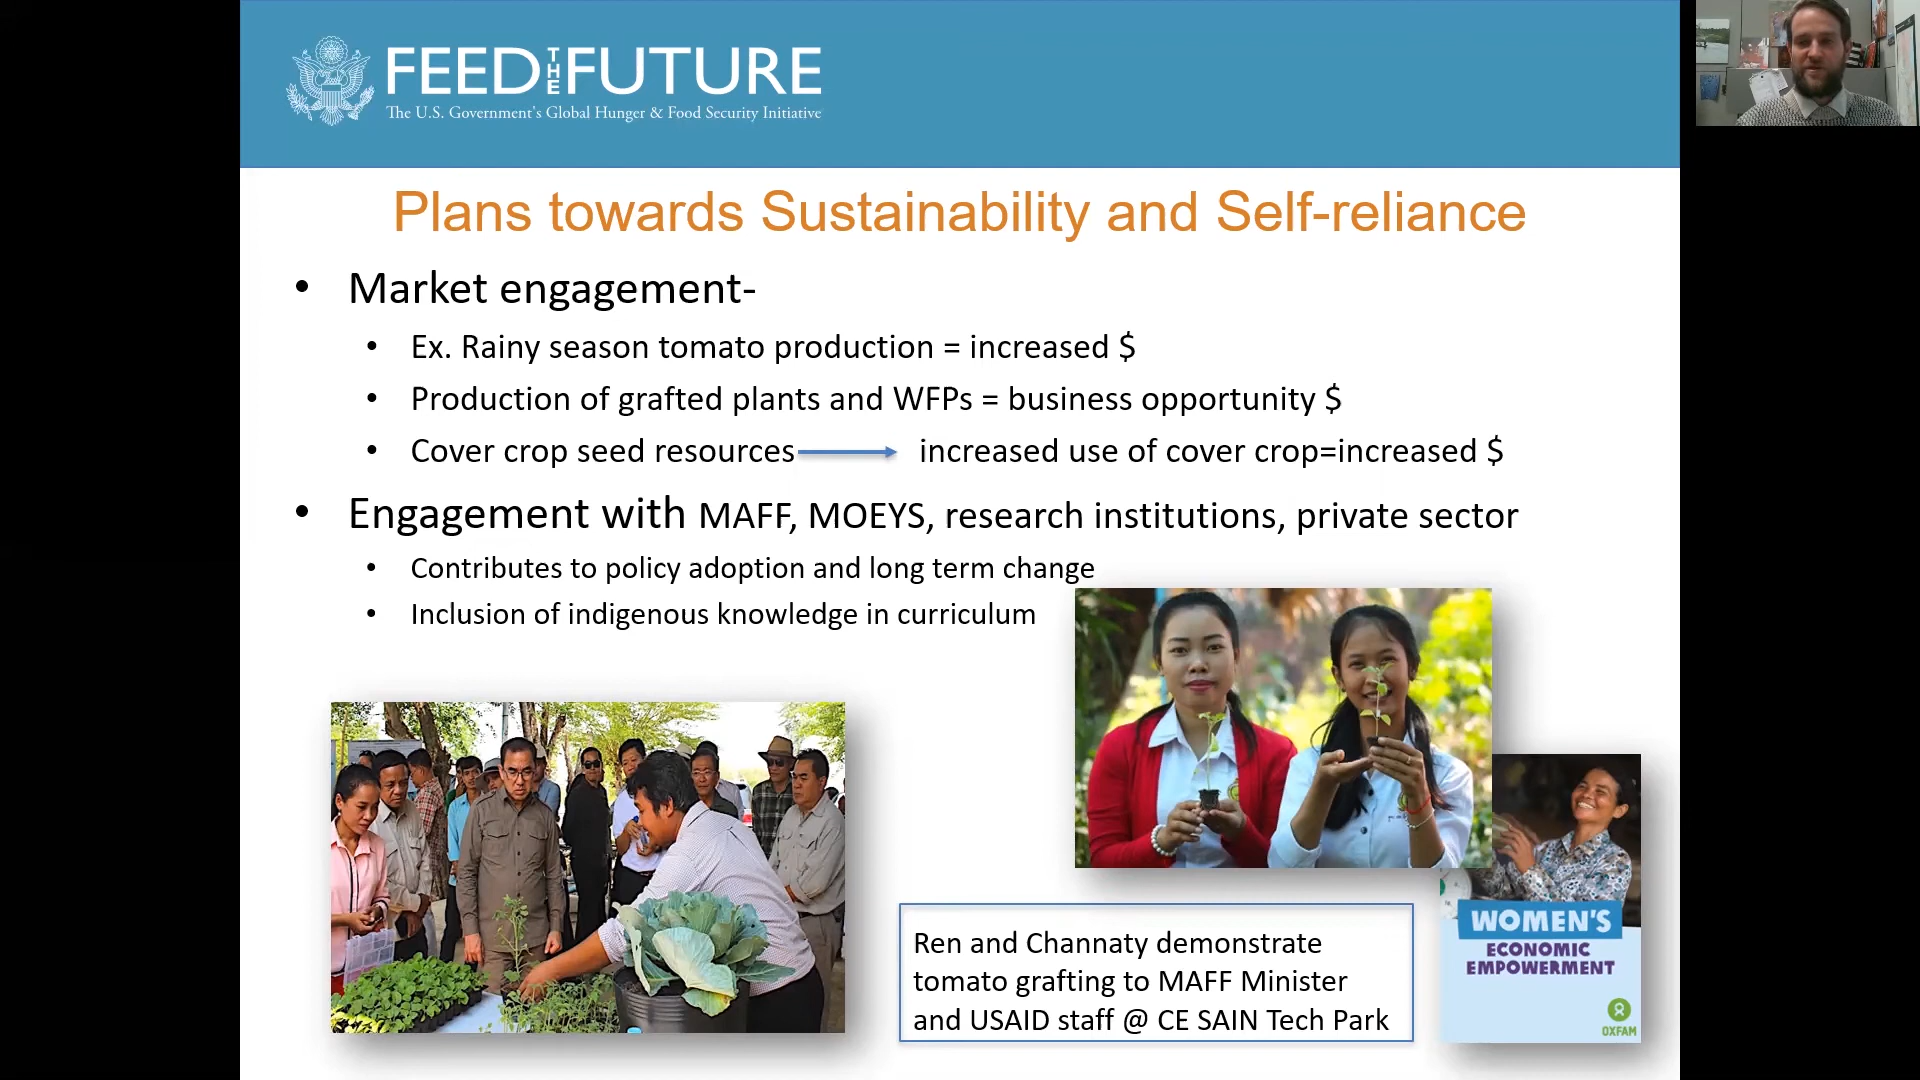 FEED THE FUTURE
The U.S. Government's Global Hunger & Food Security Initiative
Plans towards Sustainability and Self-reliance
• Market engagement-
• Ex. Rainy season tomato production = increased $
• Production of grafted plants and WFPs = business opportunity $
• Cover crop seed resources → increased use of cover crop=increased $
• Engagement with MAFF, MOEYS, research institutions, private sector
• Contributes to policy adoption and long term change
• Inclusion of indigenous knowledge in curriculum
Ren and Channaty demonstrate
tomato grafting to MAFF Minister
and USAID staff @ CE SAIN Tech Park
WOMEN'S
ECONOMIC
EMPOWERMENT
OXFAM